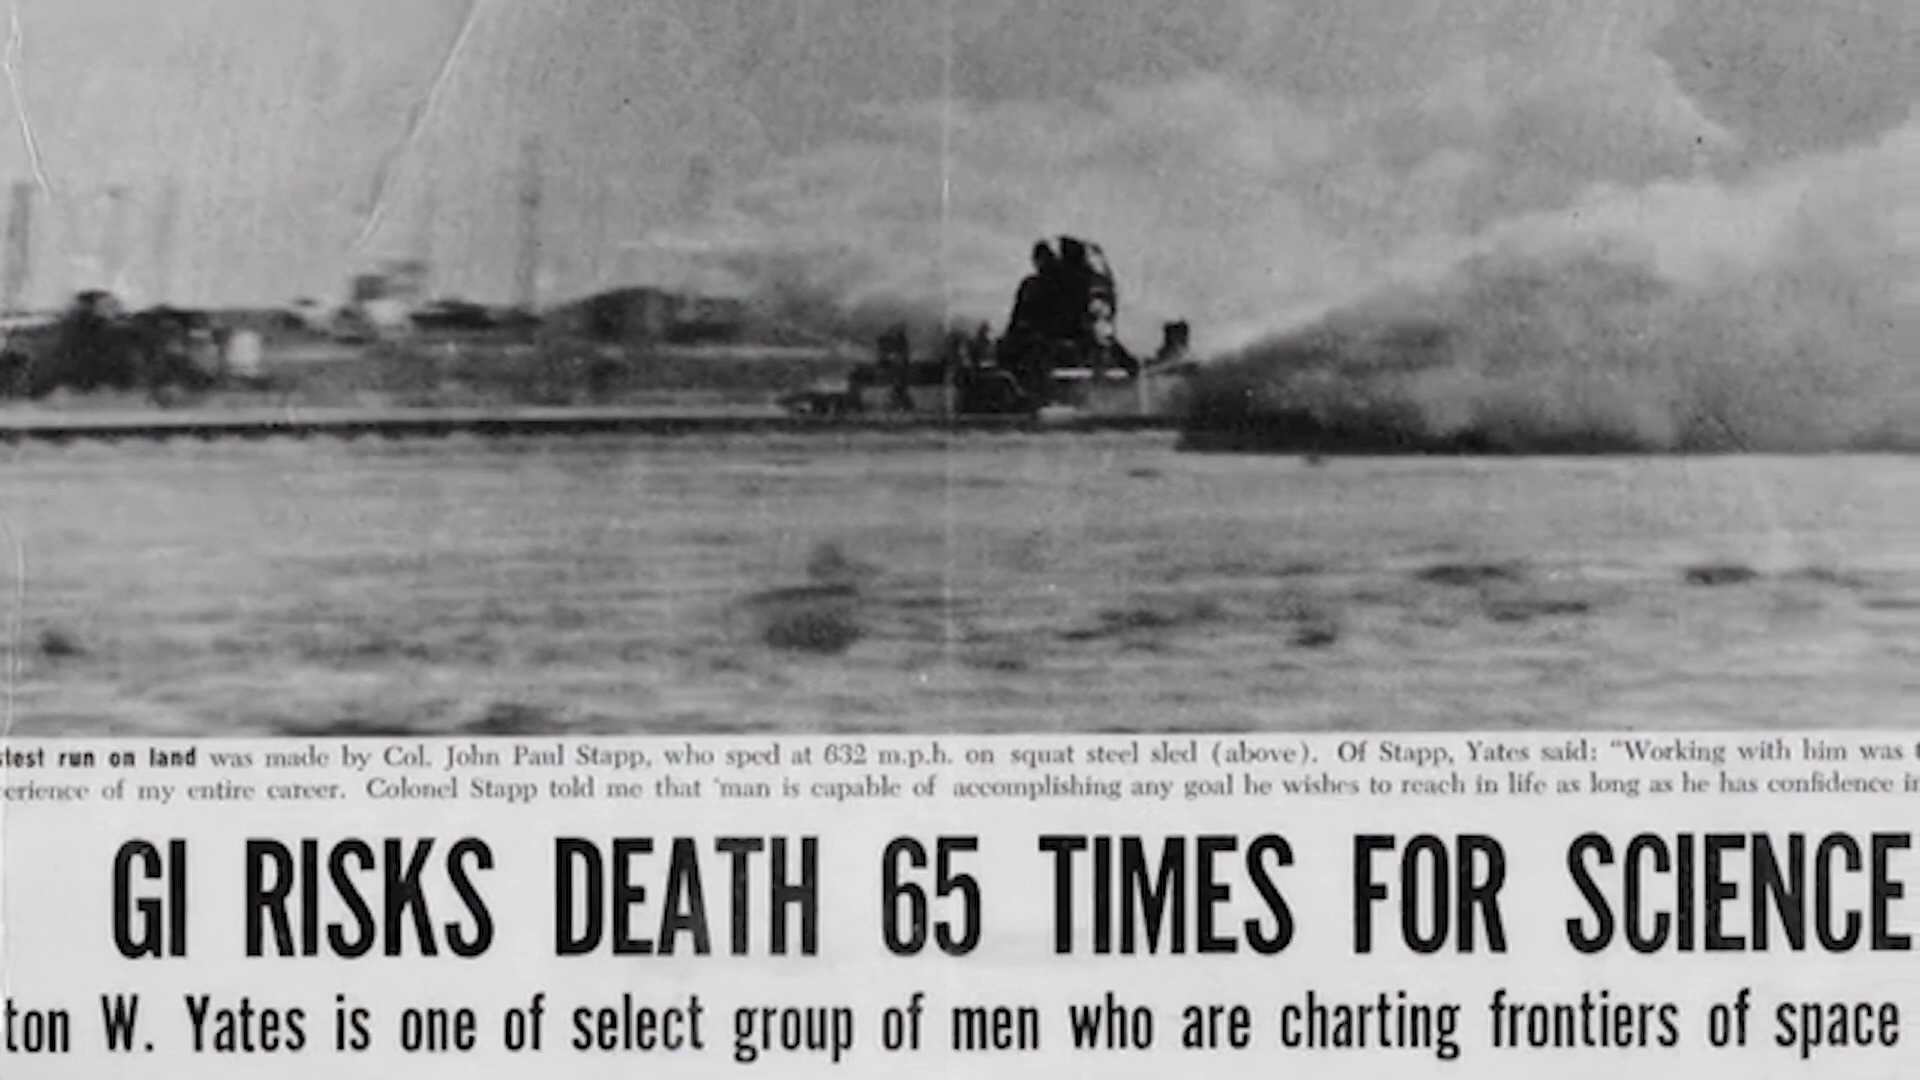 test run on land was made by Col. John Paul Stapp, who sped at 632 m.p.h. on squat steel sled (above). Of Stapp, Yates said: "Working with him was
erience of my entire career. Colonel Stapp told me that 'man is capable of accomplishing any goal he wishes to reach in life as long as he has confidence in
GI RISKS DEATH 65 TIMES FOR SCIENCE
ton W. Yates is one of select group of men who are charting frontiers of space